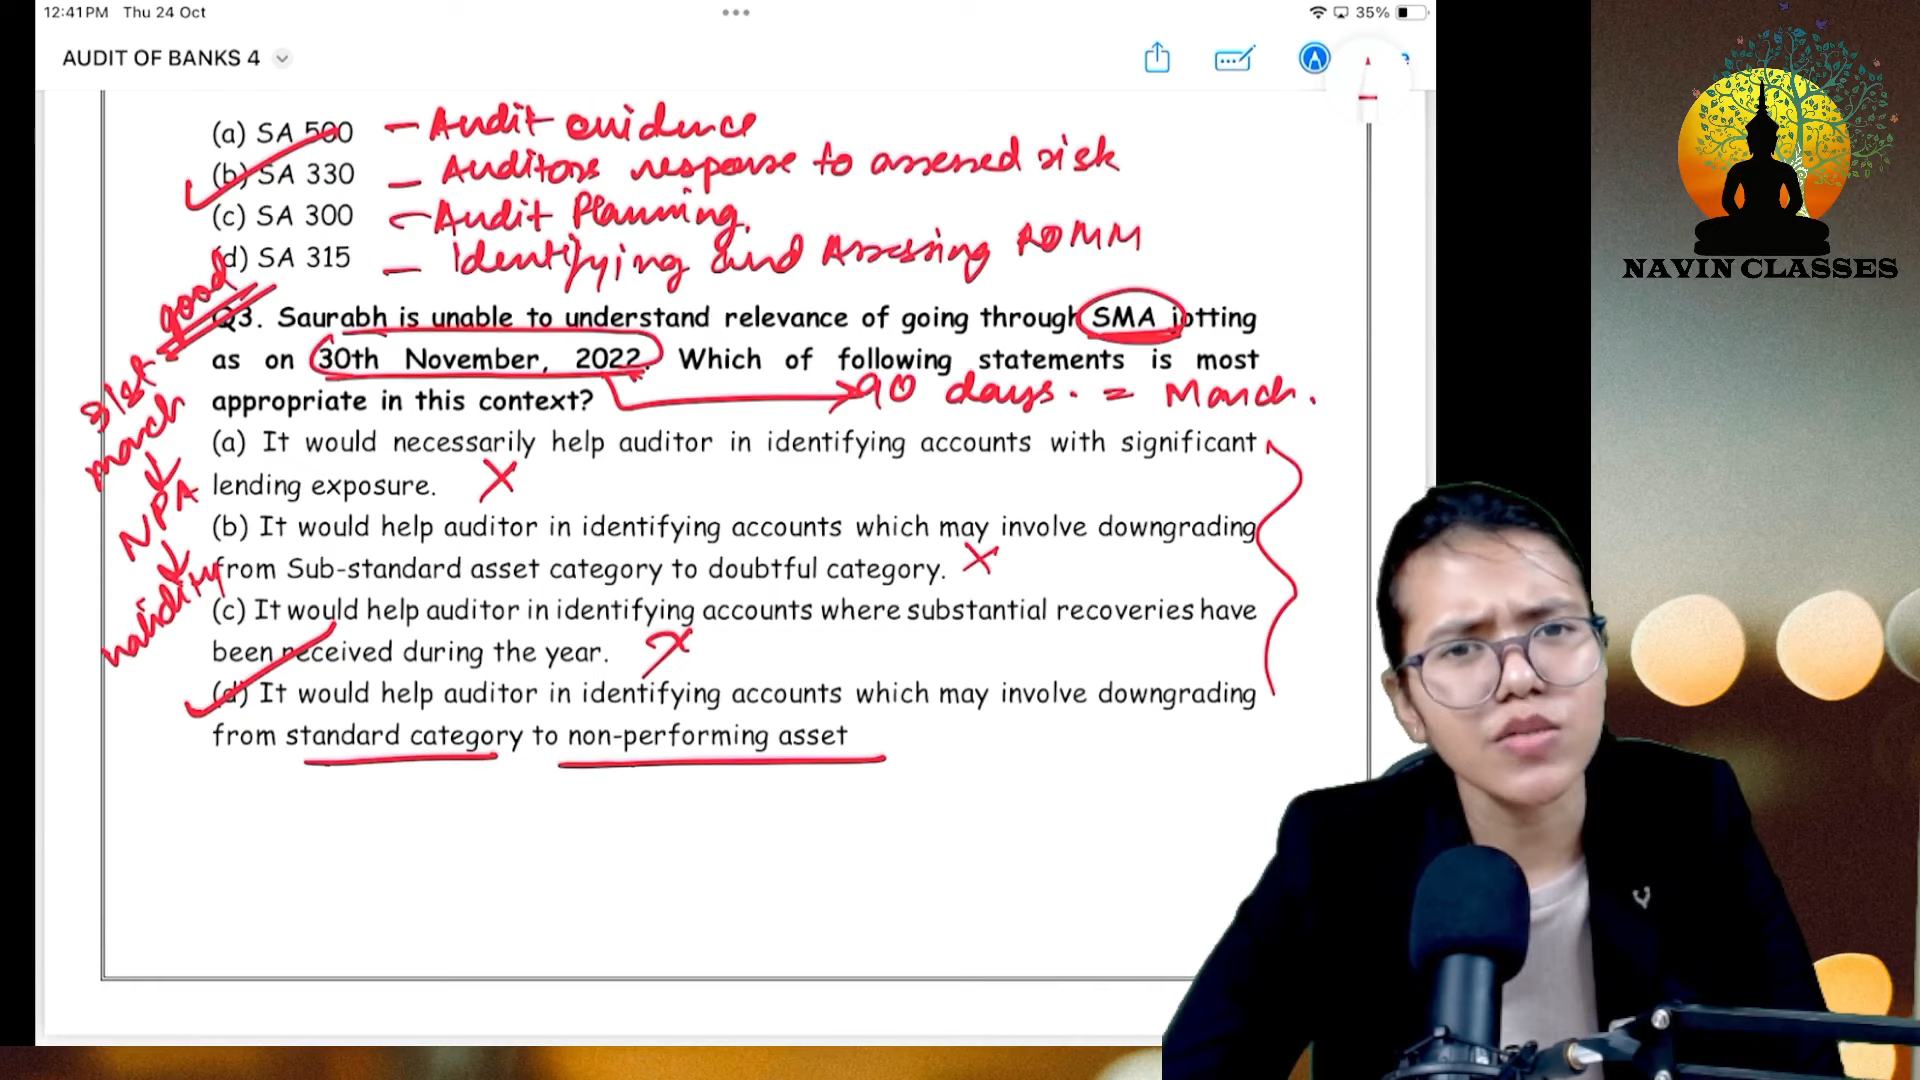 12:41 PM Thu 24 Oct
35%
AUDIT OF BANKS 4
(a) SA 500 – Audit evidence
(b) SA 330 – Auditors response to assessed risk
(c) SA 300 – Audit Planning
(d) SA 315 – Identifying and Assessing ROMM
good
Q3. Saurabh is unable to understand relevance of going through SMA jotting
as on 30th November, 2022. Which of following statements is most
appropriate in this context? 90 days. = March.
31st
march
NPA
validity
(a) It would necessarily help auditor in identifying accounts with significant
lending exposure.
(b) It would help auditor in identifying accounts which may involve downgrading
from Sub-standard asset category to doubtful category.
(c) It would help auditor in identifying accounts where substantial recoveries have
been received during the year.
(d) It would help auditor in identifying accounts which may involve downgrading
from standard category to non-performing asset
NAVIN CLASSES